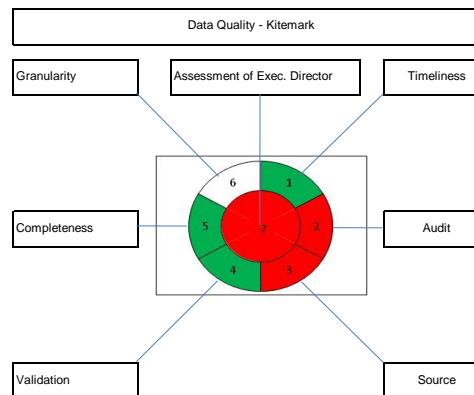 Data Quality - Kitemark
Granularity
Assessment of Exec. Director
Timeliness
6
1
Completeness
5
7
2
Audit
4
3
Validation
Source